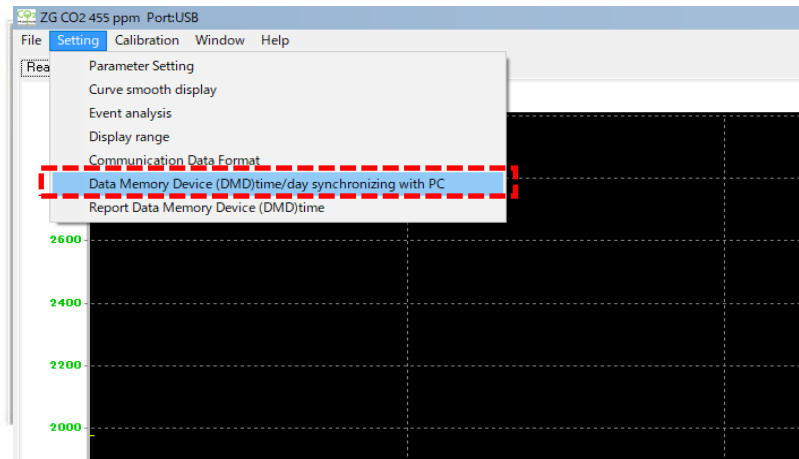 CO2 ZG CO2 455 ppm Port:USB
File Setting Calibration Window Help
Rea
Parameter Setting
Curve smooth display
Event analysis
Display range
Communication Data Format
Data Memory Device (DMD)time/day synchronizing with PC
Report Data Memory Device (DMD)time
2600
2400
2200
2000